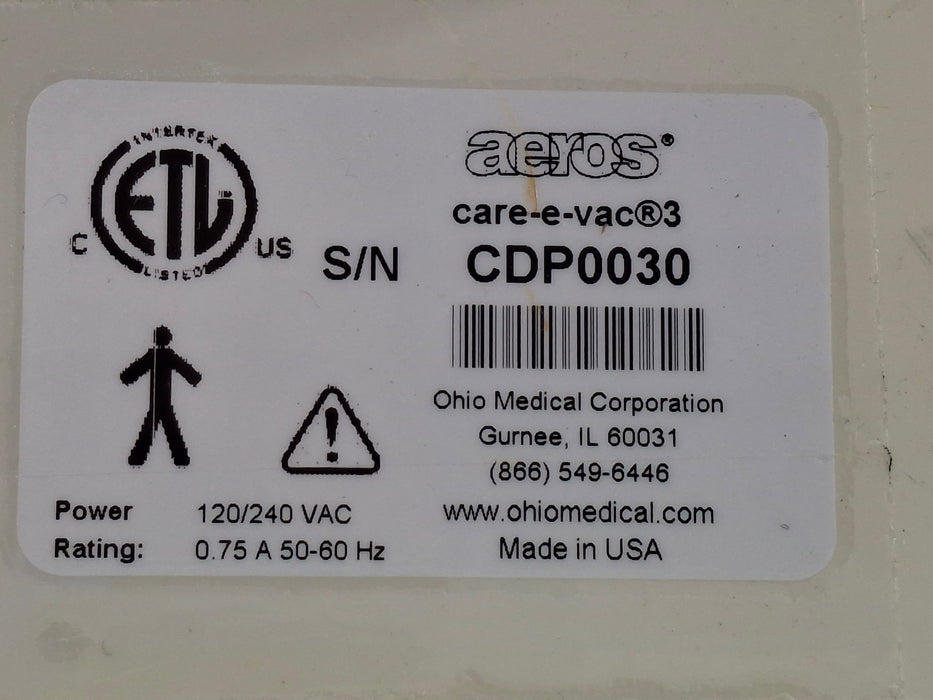 INTERTEK
ETL
LISTED
C
US
aeros®
care-e-vac®3
S/N CDP0030
Ohio Medical Corporation
Gurnee, IL 60031
(866) 549-6446
www.ohiomedical.com
Made in USA
Power 120/240 VAC
Rating: 0.75 A 50-60 Hz